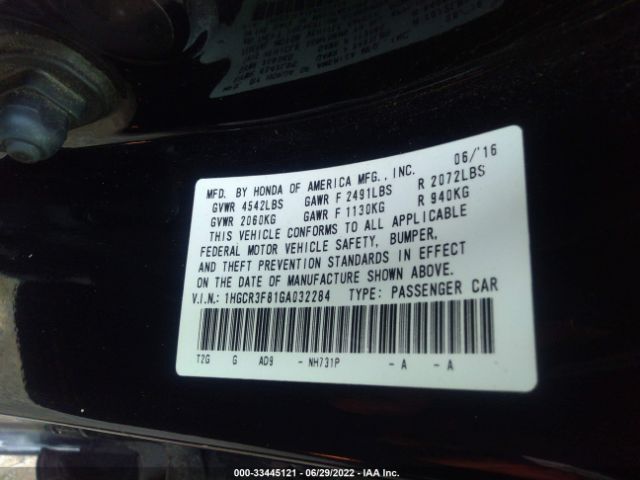 06/'16
MFD. BY HONDA OF AMERICA MFG., INC.
GVWR 4542LBS GAWR F 2491LBS R 2072LBS
GVWR 2060KG GAWR F 1130KG R 940KG
THIS VEHICLE CONFORMS TO ALL APPLICABLE
FEDERAL MOTOR VEHICLE SAFETY, BUMPER,
AND THEFT PREVENTION STANDARDS IN EFFECT
ON THE DATE OF MANUFACTURE SHOWN ABOVE.
V.I.N.: 1HGCR3F81GA032284 TYPE: PASSENGER CAR
T2G G AD9 - NH731P - A - A
000-33445121 - 06/29/2022 - IAA Inc.